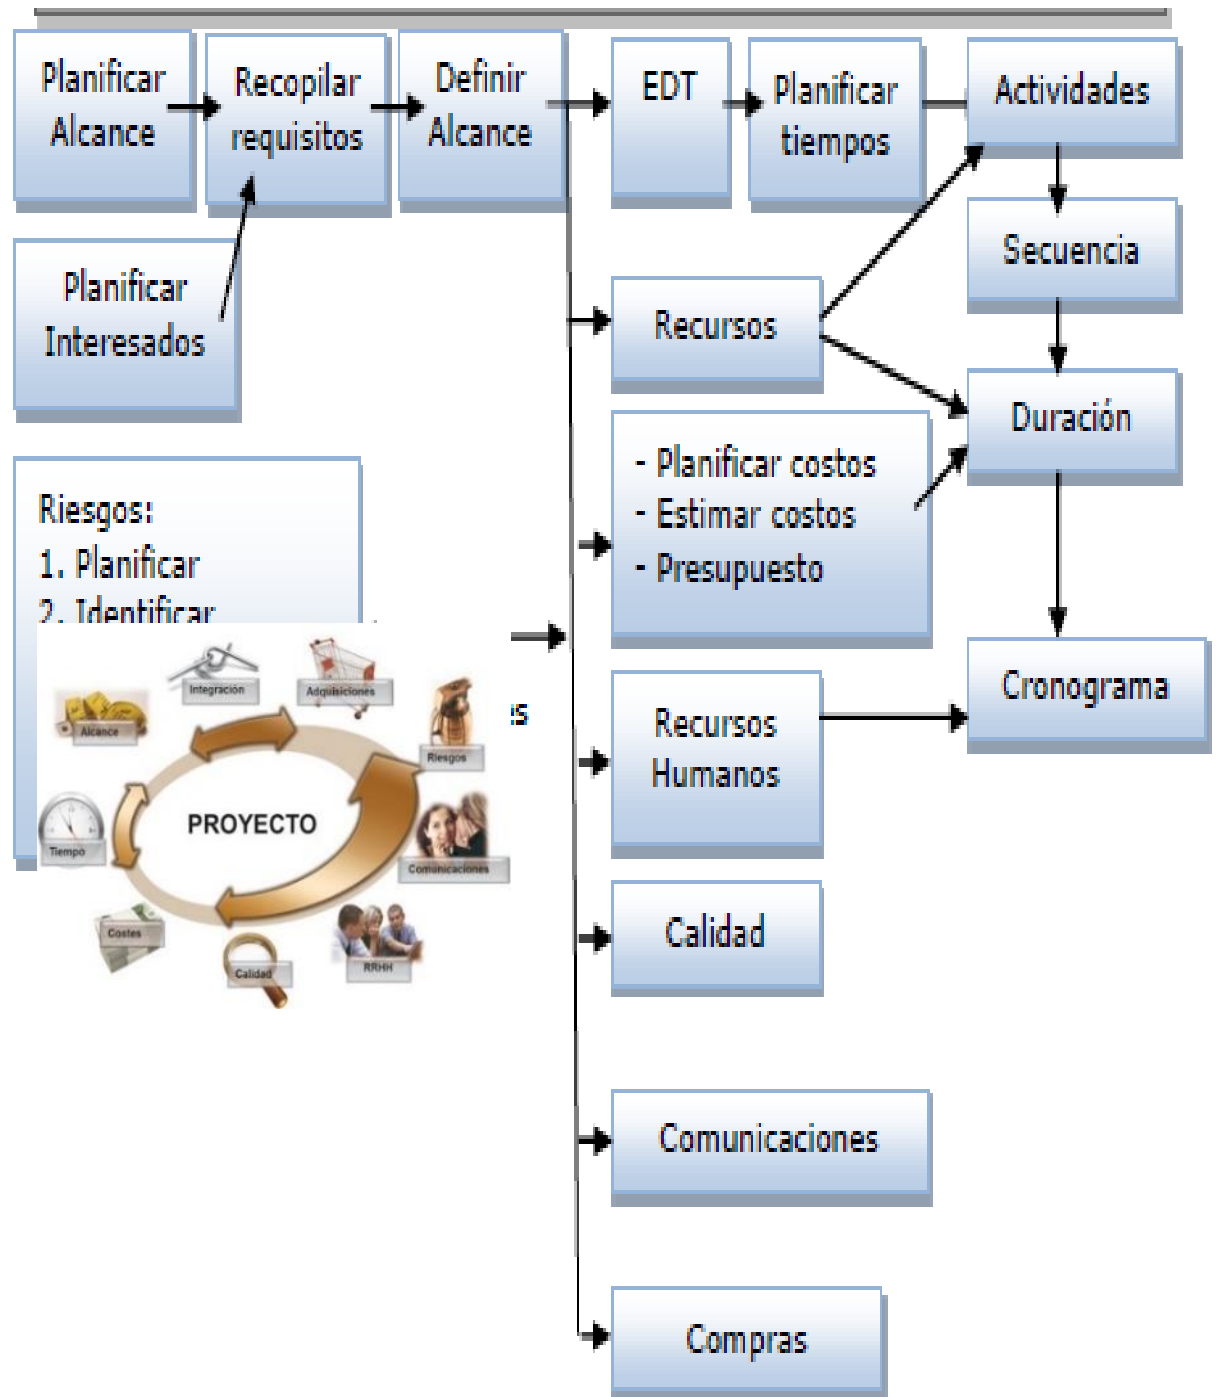 Planificar
Alcance
Recopilar
requisitos
Definir
Alcance
EDT
Planificar
tiempos
Actividades
Planificar
Interesados
Recursos
Secuencia
Duración
- Planificar costos
- Estimar costos
- Presupuesto
Riesgos:
1. Planificar
2. Identificar
Integración
Adquisiciones
Alcance
Riesgos
PROYECTO
Tiempo
Comunicaciones
Costes
Calidad
RRHH
Recursos
Humanos
Cronograma
Calidad
Comunicaciones
Compras